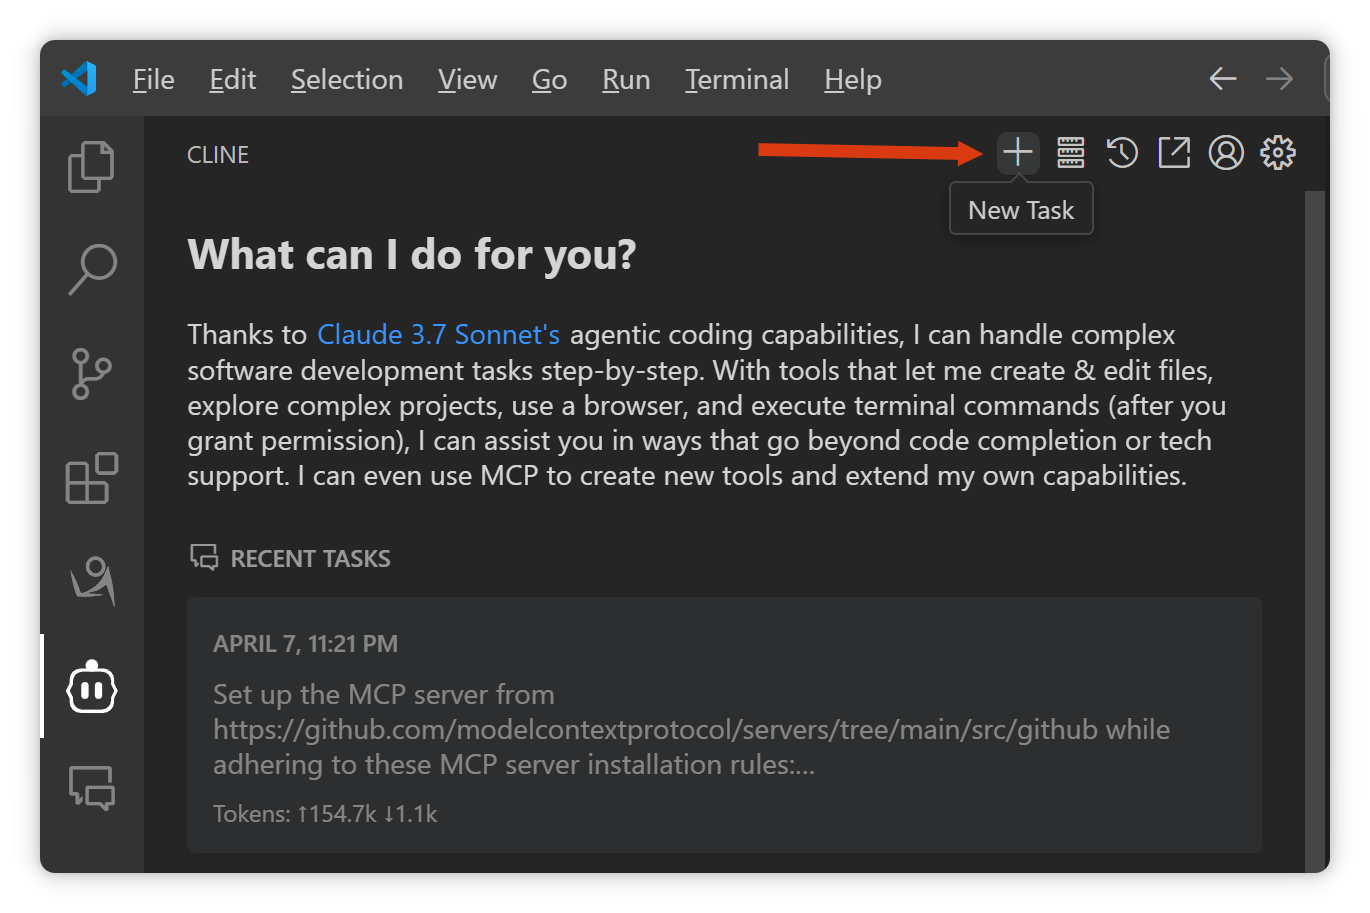 File Edit Selection View Go Run Terminal Help
CLINE
New Task
What can I do for you?
Thanks to Claude 3.7 Sonnet's agentic coding capabilities, I can handle complex
software development tasks step-by-step. With tools that let me create & edit files,
explore complex projects, use a browser, and execute terminal commands (after you
grant permission), I can assist you in ways that go beyond code completion or tech
support. I can even use MCP to create new tools and extend my own capabilities.
RECENT TASKS
APRIL 7, 11:21 PM
Set up the MCP server from
https://github.com/modelcontextprotocol/servers/tree/main/src/github while
adhering to these MCP server installation rules:...
Tokens: ↑154.7k ↓1.1k